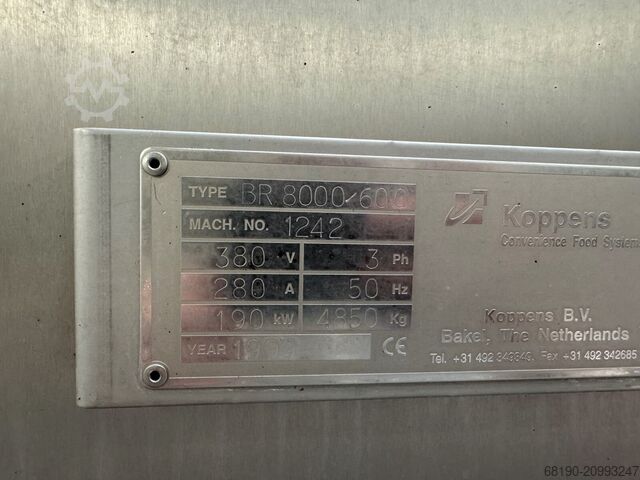 TYPE BR 8000/600
MACH. NO. 1242
380 V 3 Ph
280 A 50 Hz
190 kW 4850 Kg
YEAR
CE
Koppens
Convenience Food Systems
Koppens B.V.
Bakel, The Netherlands
Tel. +31 492 349349. Fax +31 492 342685
68190-20993247